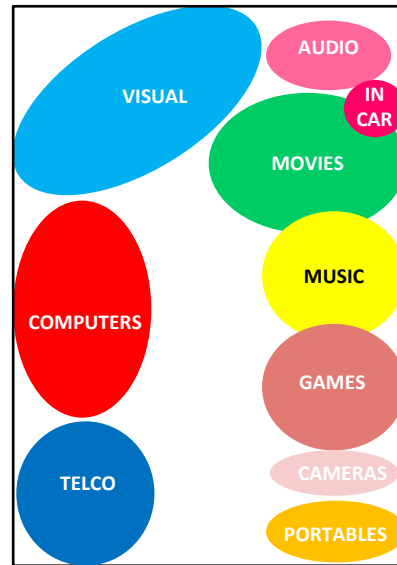 AUDIO
VISUAL
IN
CAR
MOVIES
MUSIC
COMPUTERS
GAMES
CAMERAS
TELCO
PORTABLES